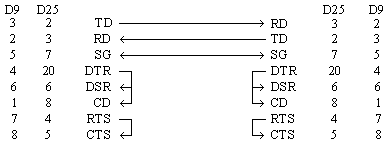 D9 D25 D25 D9
3 2 TD RD 3 2
2 3 RD TD 2 3
5 7 SG SG 7 5
4 20 DTR DTR 20 4
6 6 DSR DSR 6 6
1 8 CD CD 8 1
7 4 RTS RTS 4 7
8 5 CTS CTS 5 8